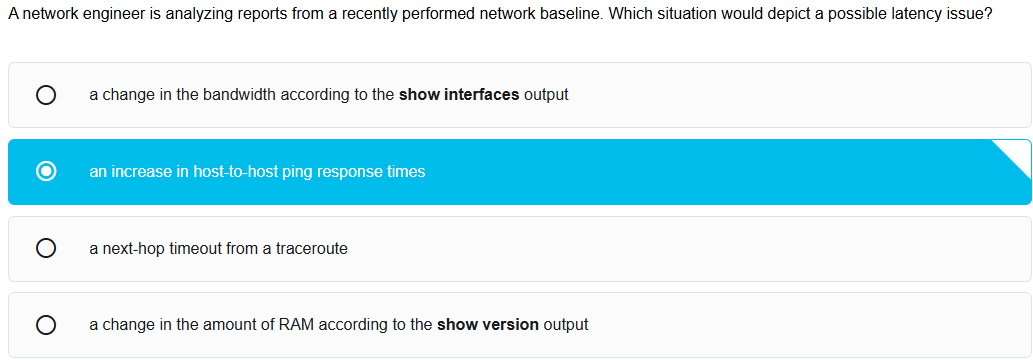 A network engineer is analyzing reports from a recently performed network baseline. Which situation would depict a possible latency issue?
a change in the bandwidth according to the show interfaces output
an increase in host-to-host ping response times
a next-hop timeout from a traceroute
a change in the amount of RAM according to the show version output